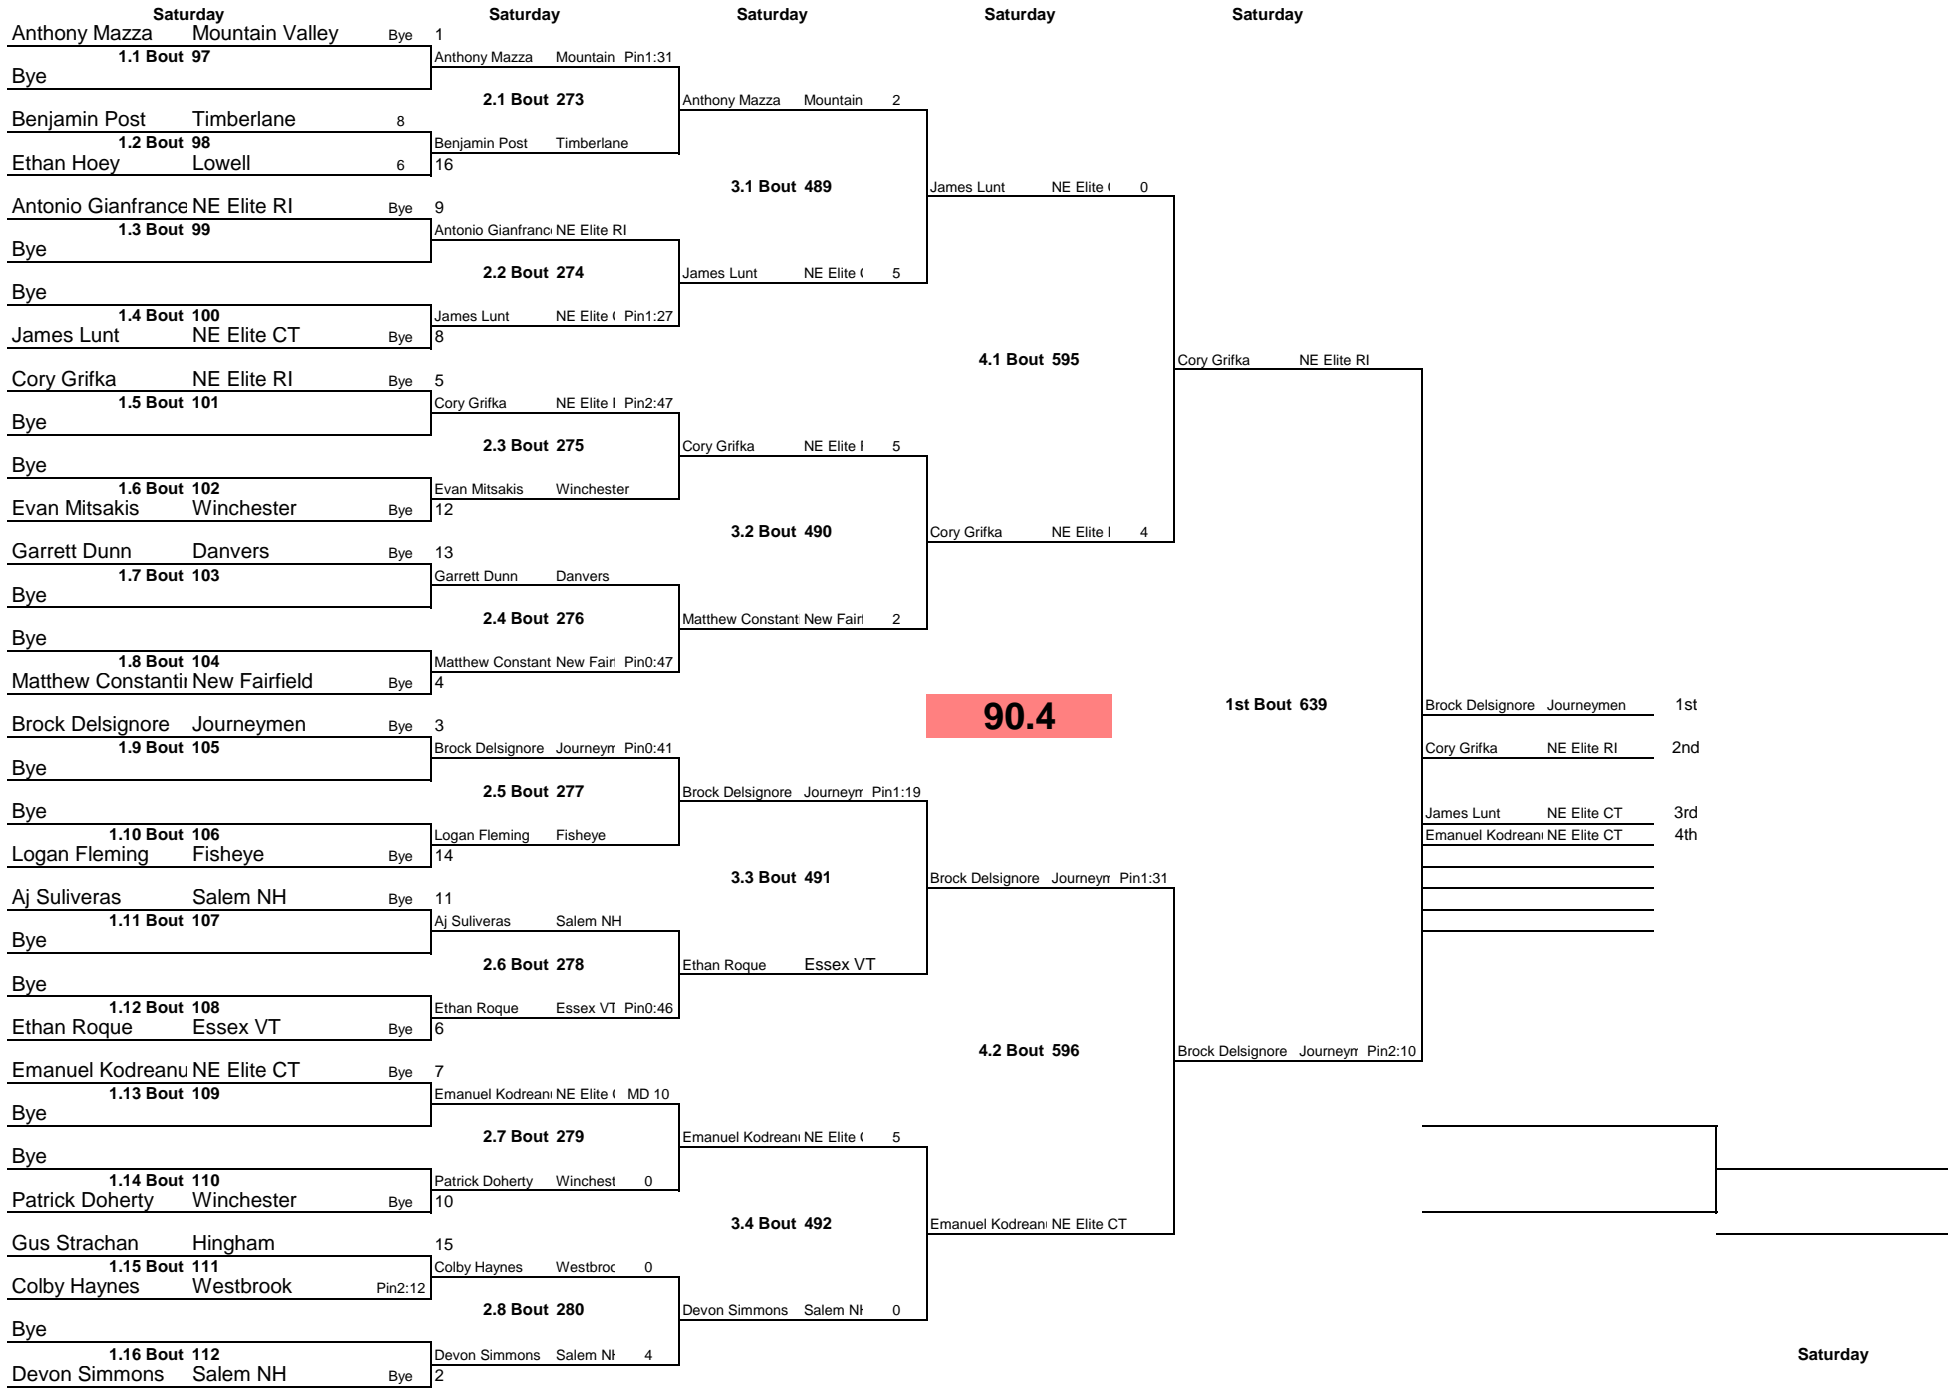 Saturday Saturday Saturday Saturday Saturday
Anthony Mazza Mountain Valley Bye 1
1.1 Bout 97
Anthony Mazza Mountain Pin1:31
Bye
2.1 Bout 273
Anthony Mazza Mountain 2
Benjamin Post Timberlane 8
1.2 Bout 98
Benjamin Post Timberlane
Ethan Hoey Lowell 6 16
3.1 Bout 489
James Lunt NE Elite ( 0
Antonio Gianfrance NE Elite RI Bye 9
1.3 Bout 99
Antonio Gianfranc NE Elite RI
Bye
2.2 Bout 274
James Lunt NE Elite ( 5
Bye
1.4 Bout 100
James Lunt NE Elite ( Pin1:27
James Lunt NE Elite CT Bye 8
4.1 Bout 595
Cory Grifka NE Elite RI
Cory Grifka NE Elite RI Bye 5
1.5 Bout 101
Cory Grifka NE Elite I Pin2:47
Bye
2.3 Bout 275
Cory Grifka NE Elite I 5
Bye
1.6 Bout 102
Evan Mitsakis Winchester
Evan Mitsakis Winchester Bye 12
3.2 Bout 490
Cory Grifka NE Elite I 4
Garrett Dunn Danvers Bye 13
1.7 Bout 103
Garrett Dunn Danvers
Bye
2.4 Bout 276
Matthew Constant New Fairf 2
Bye
1.8 Bout 104
Matthew Constant New Fairf Pin0:47
Matthew Constantin New Fairfield Bye 4
90.4
1st Bout 639
Brock Delsignore Journeymen 1st
Brock Delsignore Journeymen Bye 3
1.9 Bout 105
Brock Delsignore Journeym Pin0:41
Cory Grifka NE Elite RI 2nd
Bye
2.5 Bout 277
Brock Delsignore Journeym Pin1:19
Bye
James Lunt NE Elite CT 3rd
1.10 Bout 106
Logan Fleming Fisheye
Emanuel Kodrean NE Elite CT 4th
Logan Fleming Fisheye Bye 14
3.3 Bout 491
Brock Delsignore Journeym Pin1:31
Aj Suliveras Salem NH Bye 11
1.11 Bout 107
Aj Suliveras Salem NH
Bye
2.6 Bout 278
Ethan Roque Essex VT
Bye
1.12 Bout 108
Ethan Roque Essex VT Pin0:46
Ethan Roque Essex VT Bye 6
4.2 Bout 596
Brock Delsignore Journeym Pin2:10
Emanuel Kodreanu NE Elite CT Bye 7
1.13 Bout 109
Emanuel Kodrean NE Elite ( MD 10
Bye
2.7 Bout 279
Emanuel Kodrean NE Elite ( 5
Bye
1.14 Bout 110
Patrick Doherty Winchest 0
Patrick Doherty Winchester Bye 10
3.4 Bout 492
Emanuel Kodrean NE Elite CT
Gus Strachan Hingham 15
1.15 Bout 111
Colby Haynes Westbroo 0
Colby Haynes Westbrook Pin2:12
2.8 Bout 280
Devon Simmons Salem NH 0
Bye
1.16 Bout 112
Devon Simmons Salem NH 4
Saturday
Devon Simmons Salem NH Bye 2